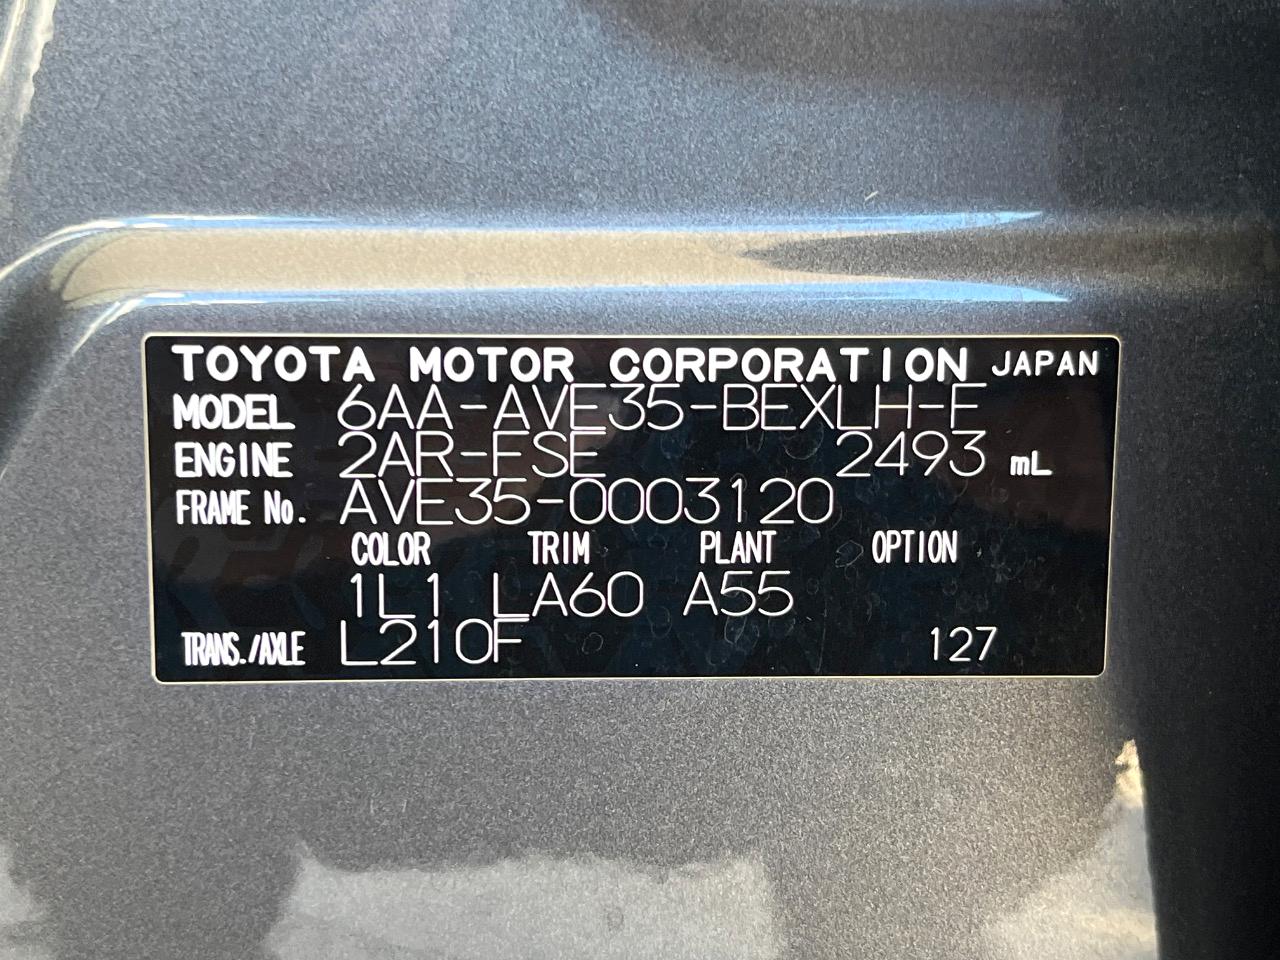 TOYOTA MOTOR CORPORATION JAPAN
MODEL 6AA-AVE35-BEXLH-F
ENGINE 2AR-FSE 2493 mL
FRAME No. AVE35-0003120
COLOR TRIM PLANT OPTION
1L1 LA60 A55
TRANS./AXLE L210F 127